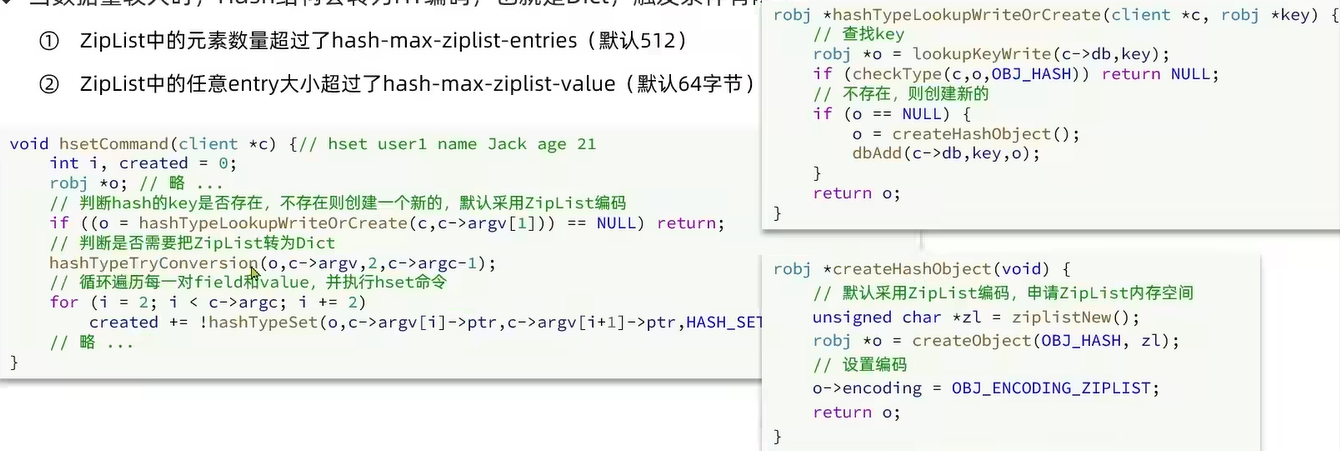 当数据量较大时，Hash结构会转为HT编码，也就是Dict，触发条件有
① ZipList中的元素数量超过了hash-max-ziplist-entries（默认512）
② ZipList中的任意entry大小超过了hash-max-ziplist-value（默认64字节）
void hsetCommand(client *c) {// hset user1 name Jack age 21
    int i, created = 0;
    robj *o; // 略 ...
    // 判断hash的key是否存在，不存在则创建一个新的，默认采用ZipList编码
    if ((o = hashTypeLookupWriteOrCreate(c,c->argv[1])) == NULL) return;
    // 判断是否需要把ZipList转为Dict
    hashTypeTryConversion(o,c->argv,2,c->argc-1);
    // 循环遍历每一对field和value，并执行hset命令
    for (i = 2; i < c->argc; i += 2)
        created += !hashTypeSet(o,c->argv[i]->ptr,c->argv[i+1]->ptr,HASH_SET
    // 略 ...
}
robj *hashTypeLookupWriteOrCreate(client *c, robj *key) {
    // 查找key
    robj *o = lookupKeyWrite(c->db,key);
    if (checkType(c,o,OBJ_HASH)) return NULL;
    // 不存在，则创建新的
    if (o == NULL) {
        o = createHashObject();
        dbAdd(c->db,key,o);
    }
    return o;
}
robj *createHashObject(void) {
    // 默认采用ZipList编码，申请ZipList内存空间
    unsigned char *zl = ziplistNew();
    robj *o = createObject(OBJ_HASH, zl);
    // 设置编码
    o->encoding = OBJ_ENCODING_ZIPLIST;
    return o;
}